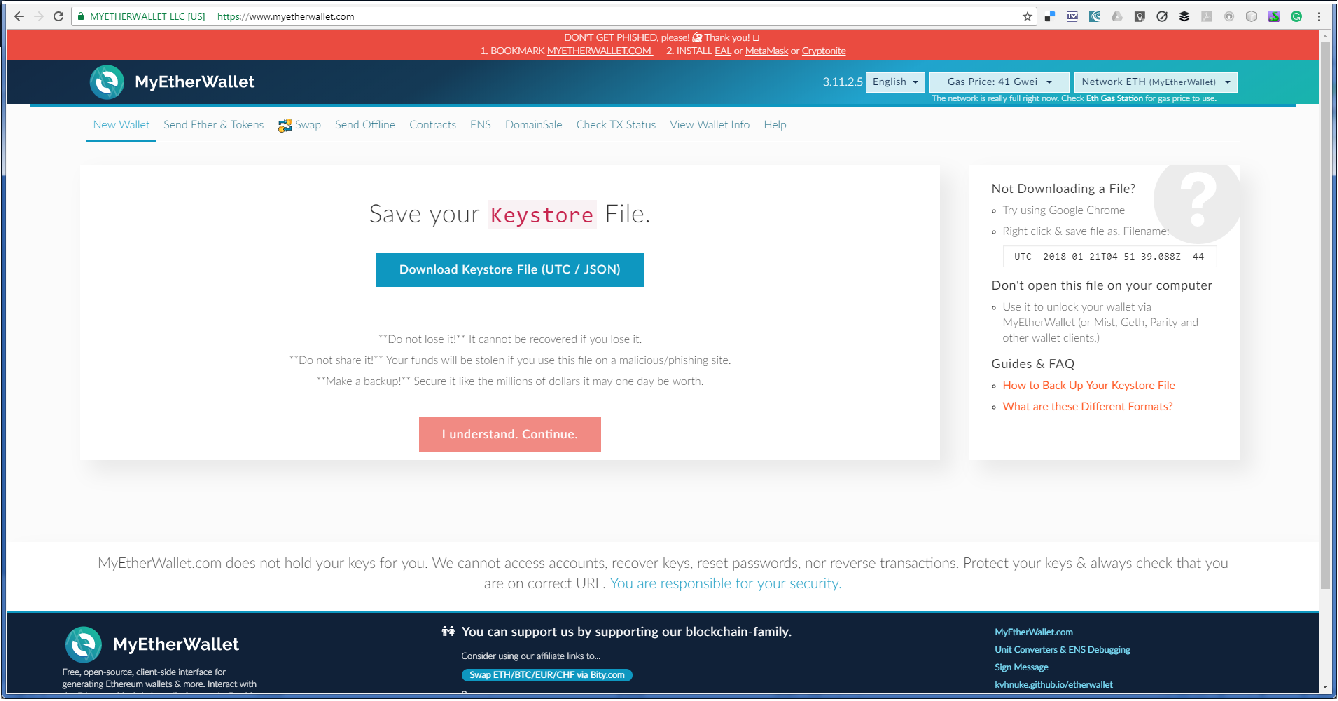 MYETHERWALLET LLC [US] https://www.myetherwallet.com
DON'T GET PHISHED, please! Thank you!
1. BOOKMARK MYETHERWALLET.COM 2. INSTALL EAL or MetaMask or Cryptonite
MyEtherWallet
3.11.2.5 English Gas Price: 41 Gwei Network ETH (MyEtherWallet)
The network is really full right now. Check Eth Gas Station for gas price to use.
New Wallet Send Ether & Tokens Swap Send Offline Contracts ENS DomainSale Check TX Status View Wallet Info Help
Save your Keystore File.
Download Keystore File (UTC / JSON)
**Do not lose it!** It cannot be recovered if you lose it.
**Do not share it!** Your funds will be stolen if you use this file on a malicious/phishing site.
**Make a backup!** Secure it like the millions of dollars it may one day be worth.
I understand. Continue.
Not Downloading a File?
Try using Google Chrome
Right click & save file as. Filename:
UTC 2018 01 21T04 51 39.088Z 44
Don't open this file on your computer
Use it to unlock your wallet via
MyEtherWallet (or Mist, Geth, Parity and
other wallet clients.)
Guides & FAQ
How to Back Up Your Keystore File
What are these Different Formats?
MyEtherWallet.com does not hold your keys for you. We cannot access accounts, recover keys, reset passwords, nor reverse transactions. Protect your keys & always check that you
are on correct URL. You are responsible for your security.
MyEtherWallet
Free, open-source, client-side interface for
generating Ethereum wallets & more. Interact with
You can support us by supporting our blockchain-family.
Consider using our affiliate links to...
Swap ETH/BTC/EUR/CHF via Bity.com
MyEtherWallet.com
Unit Converters & ENS Debugging
Sign Message
kvhnuke.github.io/etherwallet